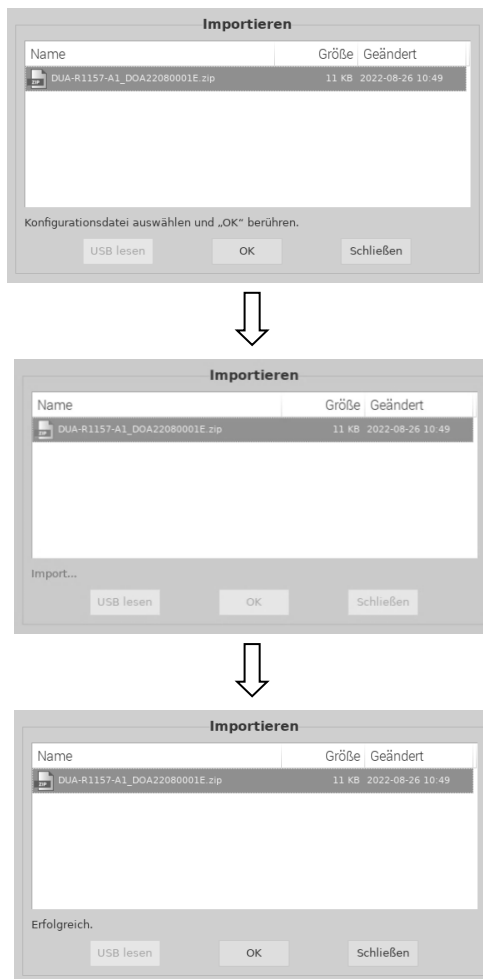 Importieren
Name Größe Geändert
ZIP DUA-R1157-A1_DOA22080001E.zip 11 KB 2022-08-26 10:49
Konfigurationsdatei auswählen und „OK“ berühren.
USB lesen OK Schließen
Importieren
Name Größe Geändert
ZIP DUA-R1157-A1_DOA22080001E.zip 11 KB 2022-08-26 10:49
Import...
USB lesen OK Schließen
Importieren
Name Größe Geändert
ZIP DUA-R1157-A1_DOA22080001E.zip 11 KB 2022-08-26 10:49
Erfolgreich.
USB lesen OK Schließen